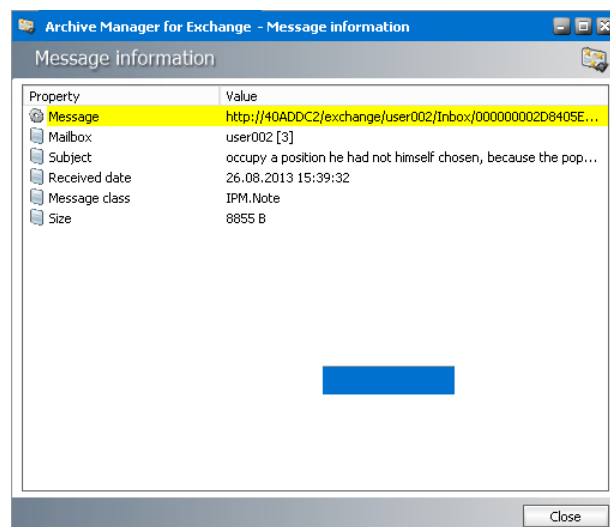 Archive Manager for Exchange - Message information
Message information
Property Value
Message http://40ADDC2/exchange/user002/Inbox/000000002D8405E...
Mailbox user002 [3]
Subject occupy a position he had not himself chosen, because the pop...
Received date 26.08.2013 15:39:32
Message class IPM.Note
Size 8855 B
Close